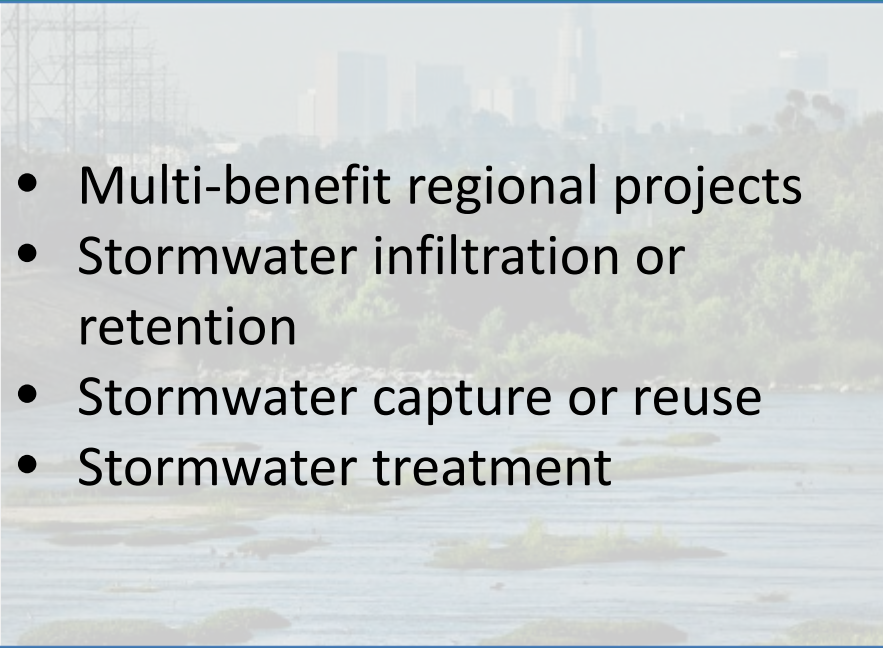 • Multi-benefit regional projects
• Stormwater infiltration or
retention
• Stormwater capture or reuse
• Stormwater treatment